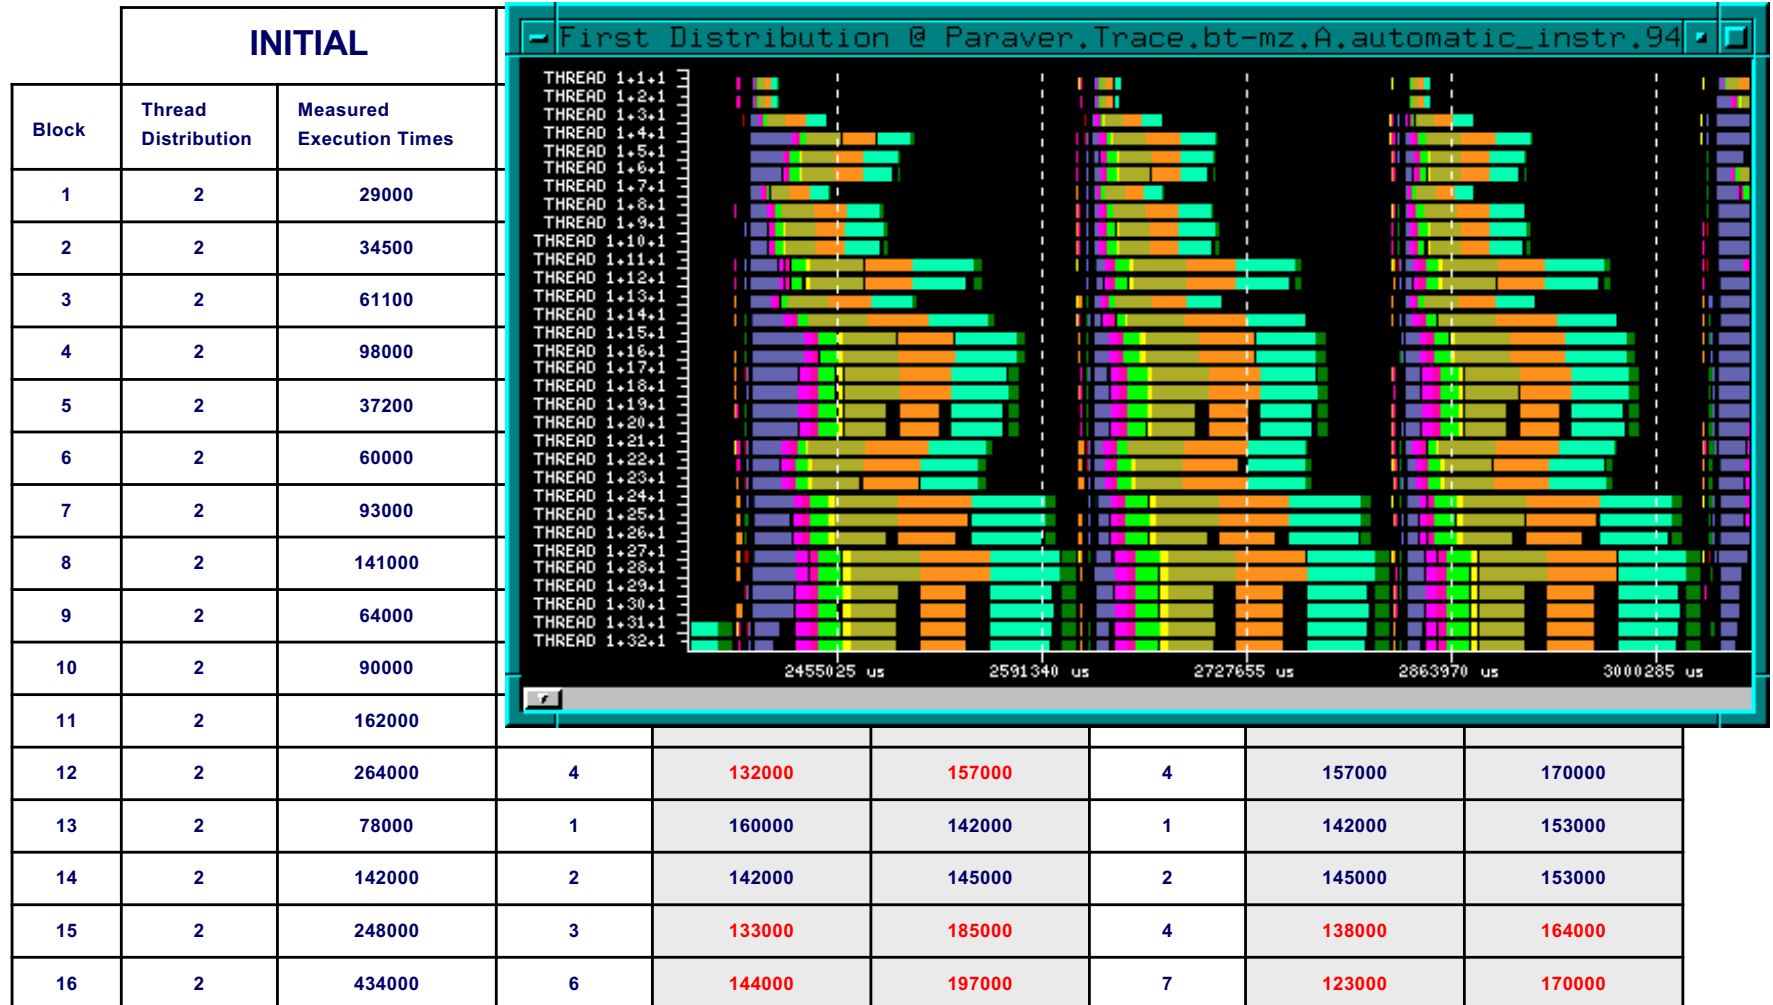 INITIAL
Block
Thread
Distribution
Measured
Execution Times
First Distribution @ Paraver.Trace.bt-mz.A.automatic_instr.94
THREAD 1.1.1
THREAD 1.2.1
THREAD 1.3.1
THREAD 1.4.1
THREAD 1.5.1
THREAD 1.6.1
THREAD 1.7.1
THREAD 1.8.1
THREAD 1.9.1
THREAD 1.10.1
THREAD 1.11.1
THREAD 1.12.1
THREAD 1.13.1
THREAD 1.14.1
THREAD 1.15.1
THREAD 1.16.1
THREAD 1.17.1
THREAD 1.18.1
THREAD 1.19.1
THREAD 1.20.1
THREAD 1.21.1
THREAD 1.22.1
THREAD 1.23.1
THREAD 1.24.1
THREAD 1.25.1
THREAD 1.26.1
THREAD 1.27.1
THREAD 1.28.1
THREAD 1.29.1
THREAD 1.30.1
THREAD 1.31.1
THREAD 1.32.1
2455025 us 2591340 us 2727655 us 2863970 us 3000285 us
1 2 29000
2 2 34500
3 2 61100
4 2 98000
5 2 37200
6 2 60000
7 2 93000
8 2 141000
9 2 64000
10 2 90000
11 2 162000
12 2 264000 4 132000 157000 4 157000 170000
13 2 78000 1 160000 142000 1 142000 153000
14 2 142000 2 142000 145000 2 145000 153000
15 2 248000 3 133000 185000 4 138000 164000
16 2 434000 6 144000 197000 7 123000 170000